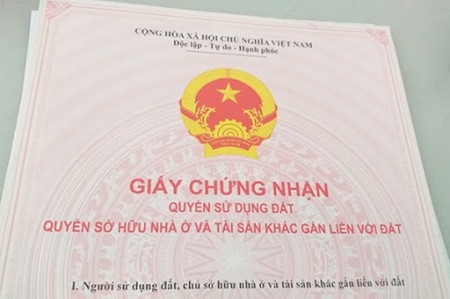 CỘNG HÒA XÃ HỘI CHỦ NGHĨA VIỆT NAM
Độc lập - Tự do - Hạnh phúc
GIẤY CHỨNG NHẬN
QUYỀN SỬ DỤNG ĐẤT
QUYỀN SỞ HỮU NHÀ Ở VÀ TÀI SẢN KHÁC GẮN LIỀN VỚI ĐẤT
I. Người sử dụng đất, chủ sở hữu nhà ở và tài sản khác gắn liền với đất